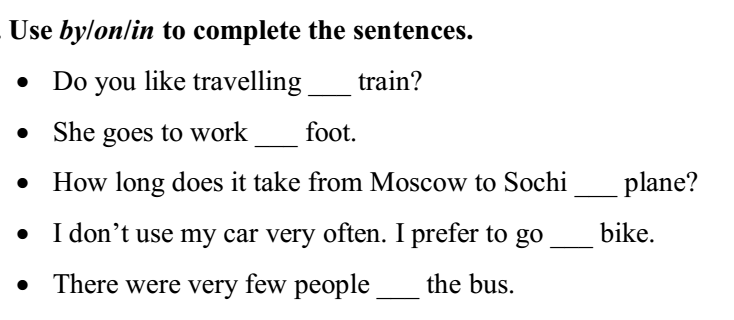 . Use by/on/in to complete the sentences.
• Do you like travelling ___ train?
• She goes to work ___ foot.
• How long does it take from Moscow to Sochi ___ plane?
• I don’t use my car very often. I prefer to go ___ bike.
• There were very few people ___ the bus.